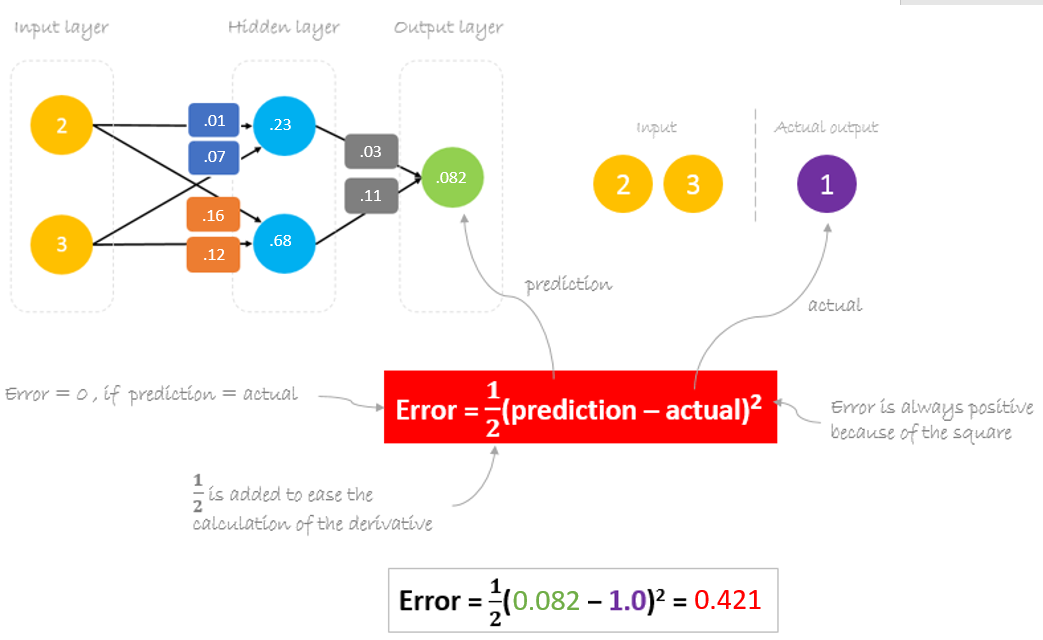 Input layer
Hidden layer
Output layer
2
3
.01
.07
.16
.12
.23
.68
.03
.11
.082
Input
Actual output
2
3
1
prediction
actual
Error = 0 , if prediction = actual
Error = 1/2(prediction – actual)²
Error is always positive
because of the square
1/2 is added to ease the
calculation of the derivative
Error = 1/2(0.082 – 1.0)² = 0.421